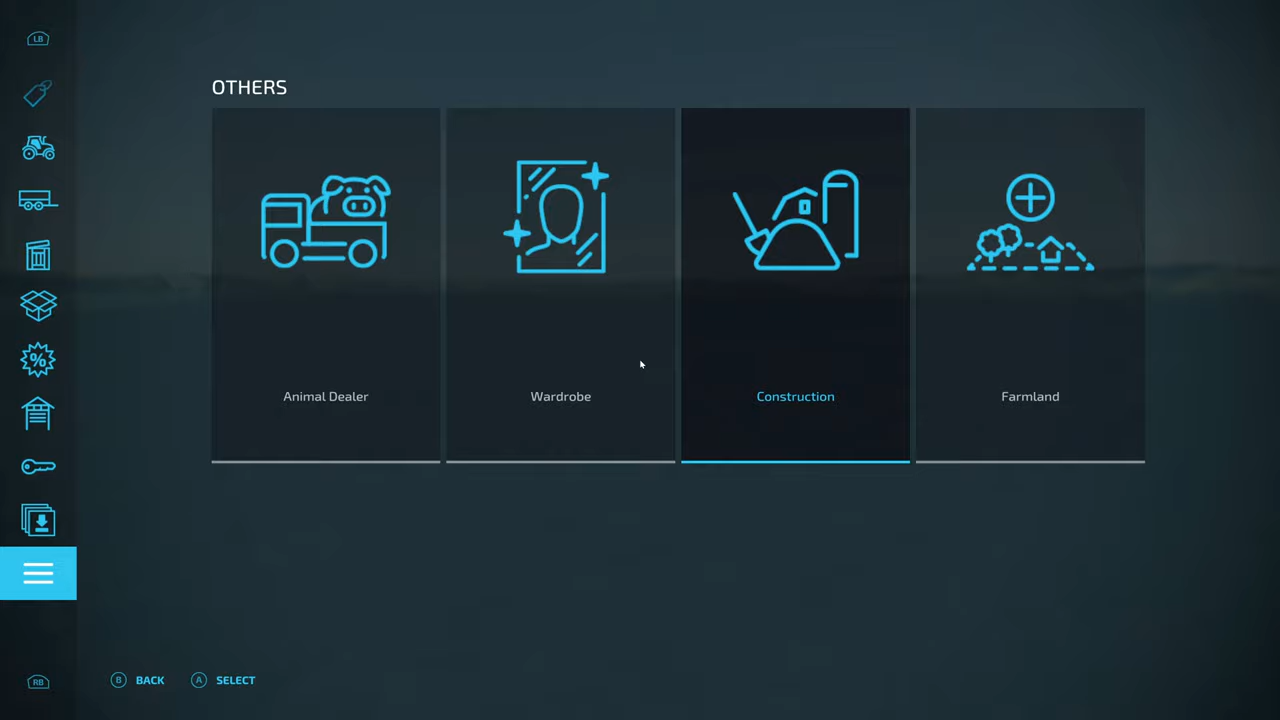 LB
OTHERS
%
Animal Dealer
Wardrobe
Construction
Farmland
RB
B BACK
A SELECT